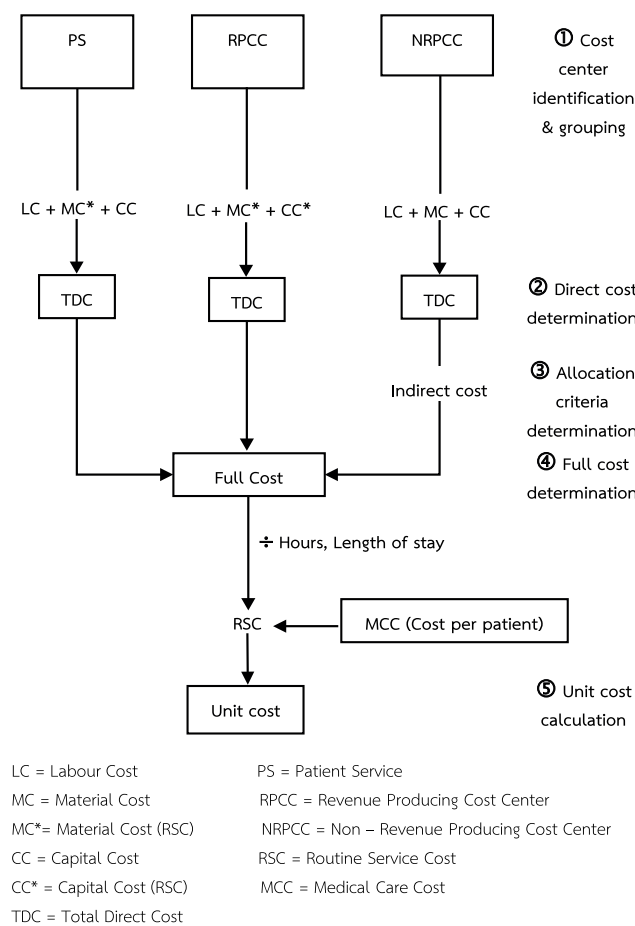 PS
RPCC
NRPCC
① Cost
center
identification
& grouping
LC + MC* + CC
LC + MC* + CC*
LC + MC + CC
TDC
TDC
TDC
② Direct cost
determination
Indirect cost
③ Allocation
criteria
determination
Full Cost
④ Full cost
determination
÷ Hours, Length of stay
RSC
MCC (Cost per patient)
Unit cost
⑤ Unit cost
calculation
LC = Labour Cost
PS = Patient Service
MC = Material Cost
RPCC = Revenue Producing Cost Center
MC*= Material Cost (RSC)
NRPCC = Non – Revenue Producing Cost Center
CC = Capital Cost
RSC = Routine Service Cost
CC* = Capital Cost (RSC)
MCC = Medical Care Cost
TDC = Total Direct Cost